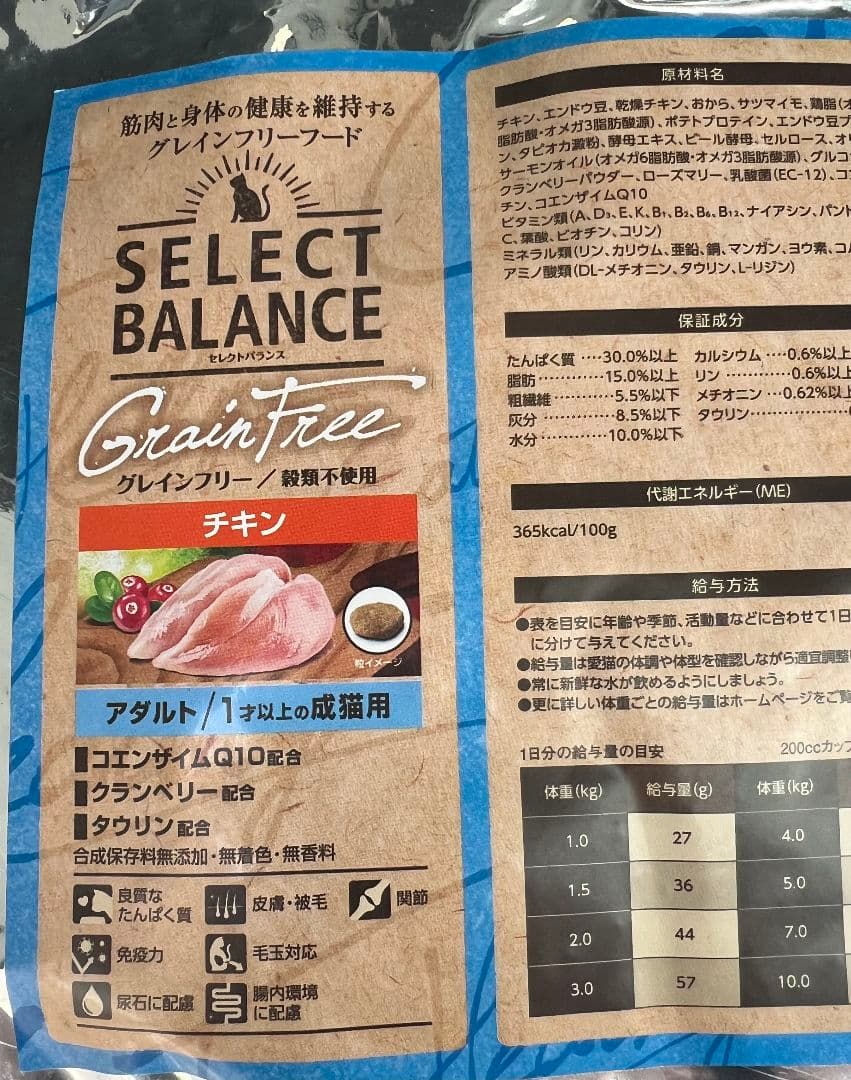 筋肉と身体の健康を維持する
グレインフリーフード
SELECT
BALANCE
セレクトバランス
Grain Free
グレインフリー/穀類不使用
チキン
粒イメージ
アダルト/1才以上の成猫用
コエンザイムQ10配合
クランベリー配合
タウリン配合
合成保存料無添加・無着色・無香料
良質な
たんぱく質
皮膚・被毛
関節
免疫力
毛玉対応
尿石に配慮
腸内環境
に配慮
原材料名
チキン、エンドウ豆、乾燥チキン、おから、サツマイモ、鶏脂(オ
脂肪酸・オメガ3脂肪酸源)、ポテトプロテイン、エンドウ豆プ
ン、タピオカ澱粉、酵母エキス、ビール酵母、セルロース、オリ
サーモンオイル(オメガ6脂肪酸・オメガ3脂肪酸源)、グルコ
クランベリーパウダー、ローズマリー、乳酸菌(EC-12)、コン
チン、コエンザイムQ10
ビタミン類(A、D₃、E、K、B₁、B₂、B₆、B₁₂、ナイアシン、パント
C、葉酸、ビオチン、コリン)
ミネラル類(リン、カリウム、亜鉛、銅、マンガン、ヨウ素、コバ
アミノ酸類(DL-メチオニン、タウリン、L-リジン)
保証成分
たんぱく質‥‥30.0%以上 カルシウム‥‥0.6%以上
脂肪‥‥‥‥‥15.0%以上 リン‥‥‥‥‥0.6%以上
粗繊維‥‥‥‥5.5%以下 メチオニン‥‥0.62%以上
灰分‥‥‥‥‥8.5%以下 タウリン‥‥‥‥
水分‥‥‥‥‥10.0%以下
代謝エネルギー(ME)
365kcal/100g
給与方法
●表を目安に年齢や季節、活動量などに合わせて1日
に分けて与えてください。
●給与量は愛猫の体調や体型を確認しながら適宜調整
●常に新鮮な水が飲めるようにしましょう。
●更に詳しい体重ごとの給与量はホームページをご覧
1日分の給与量の目安 200ccカップ
体重(kg) 給与量(g) 体重(kg)
1.0 27 4.0
1.5 36 5.0
2.0 44 7.0
3.0 57 10.0